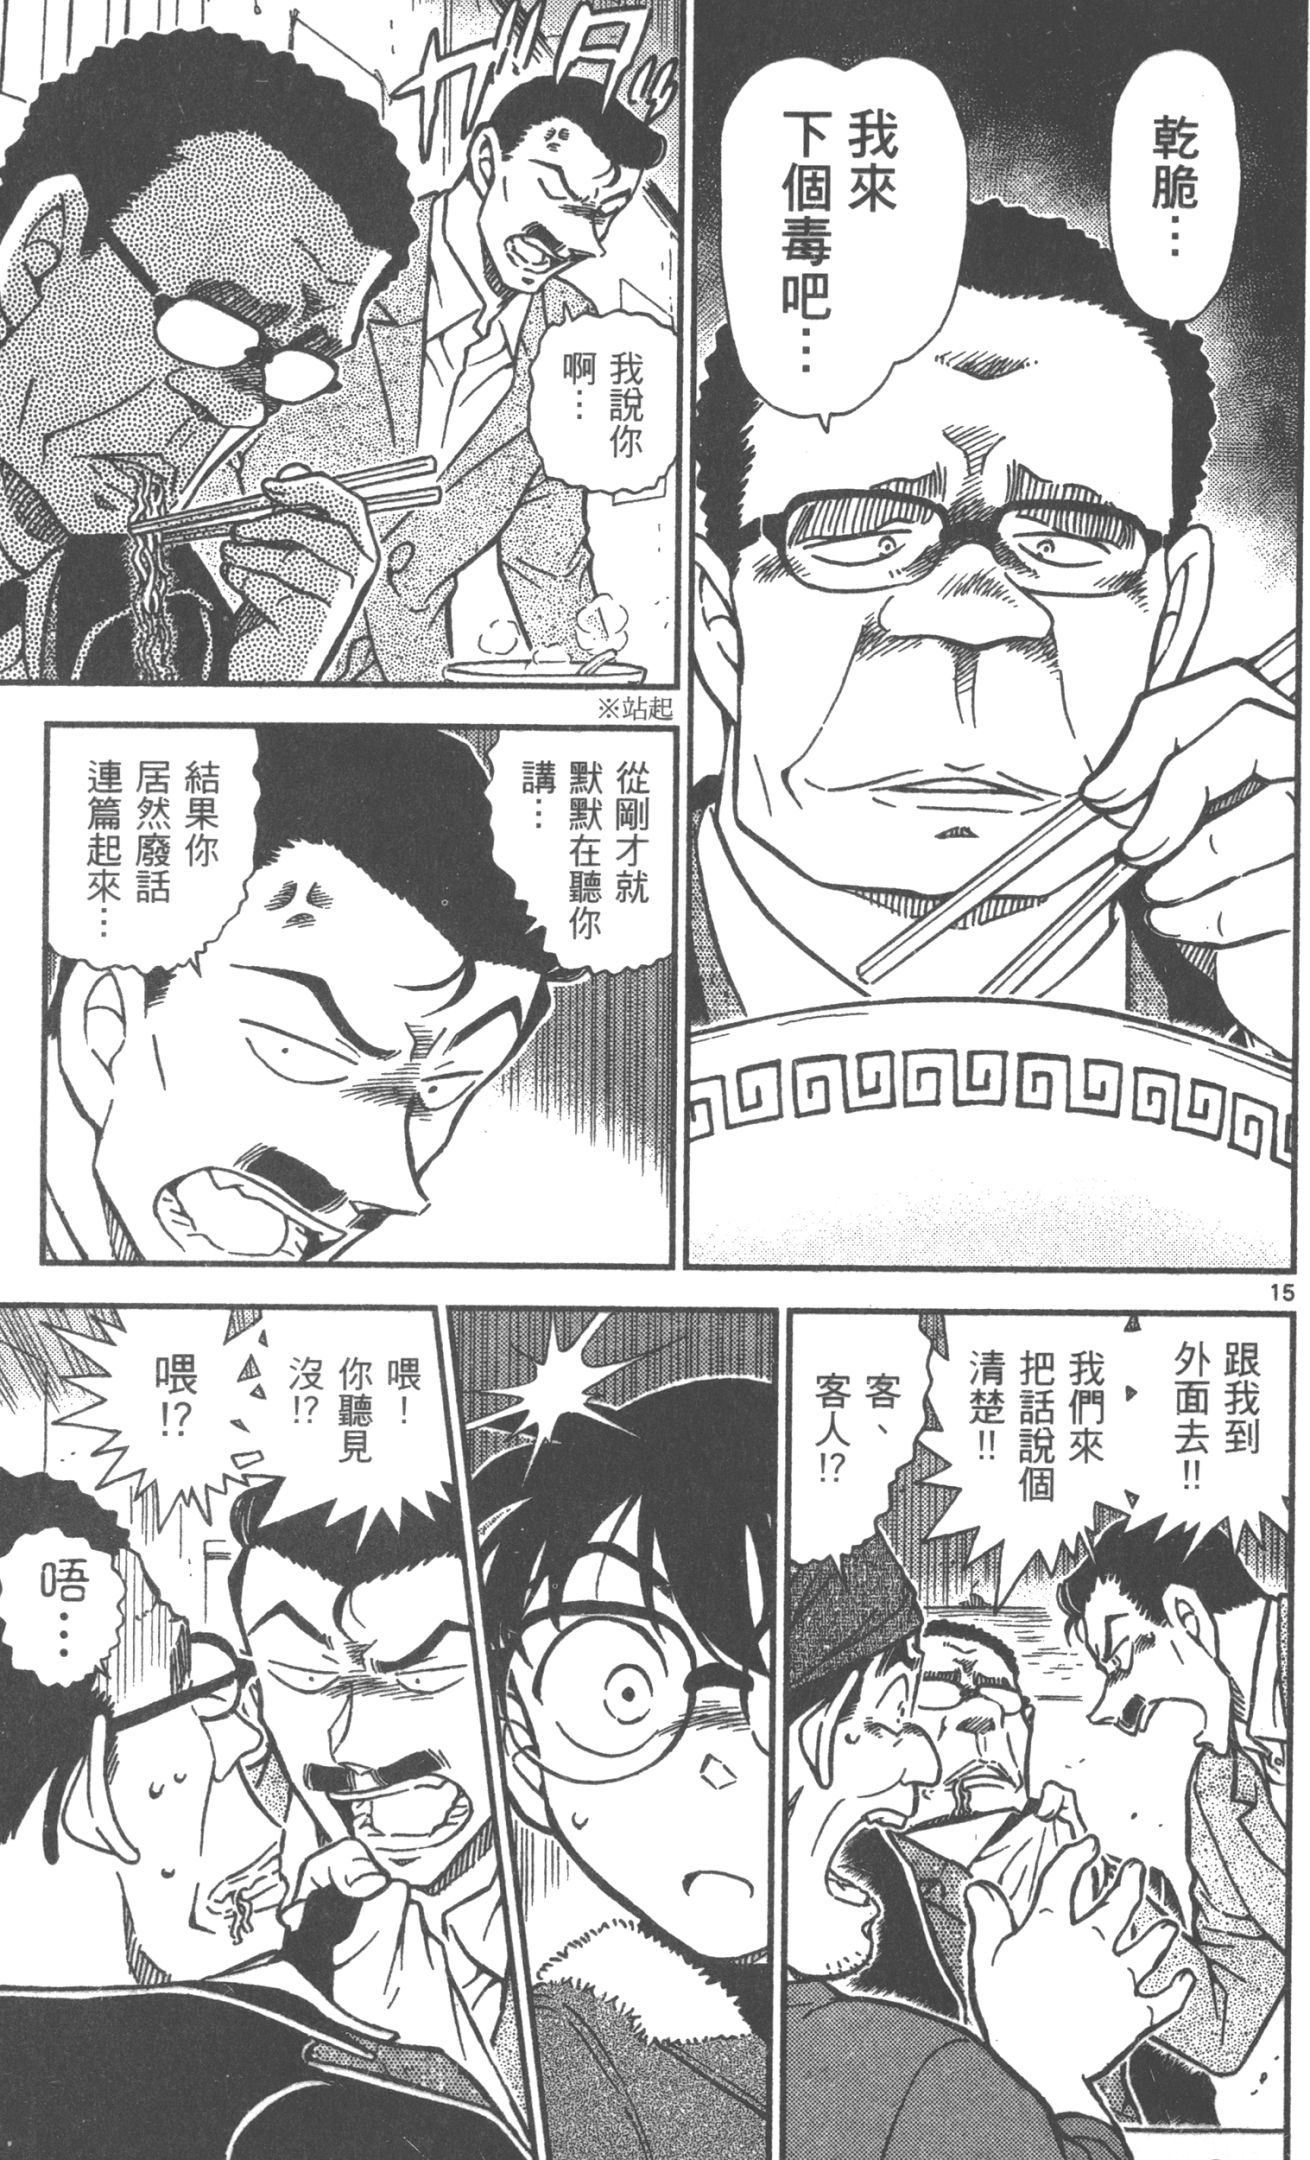 乾脆…
我來
下個毒吧…
ガタッ
我說你
啊…
※站起
從剛才就
默默在聽你
講…
結果你
居然廢話
連篇起來…
15
跟我到
外面去!!
我們來
把話說個
清楚!!
客、
客人!?
喂！
你聽見
沒!?
喂!?
唔…